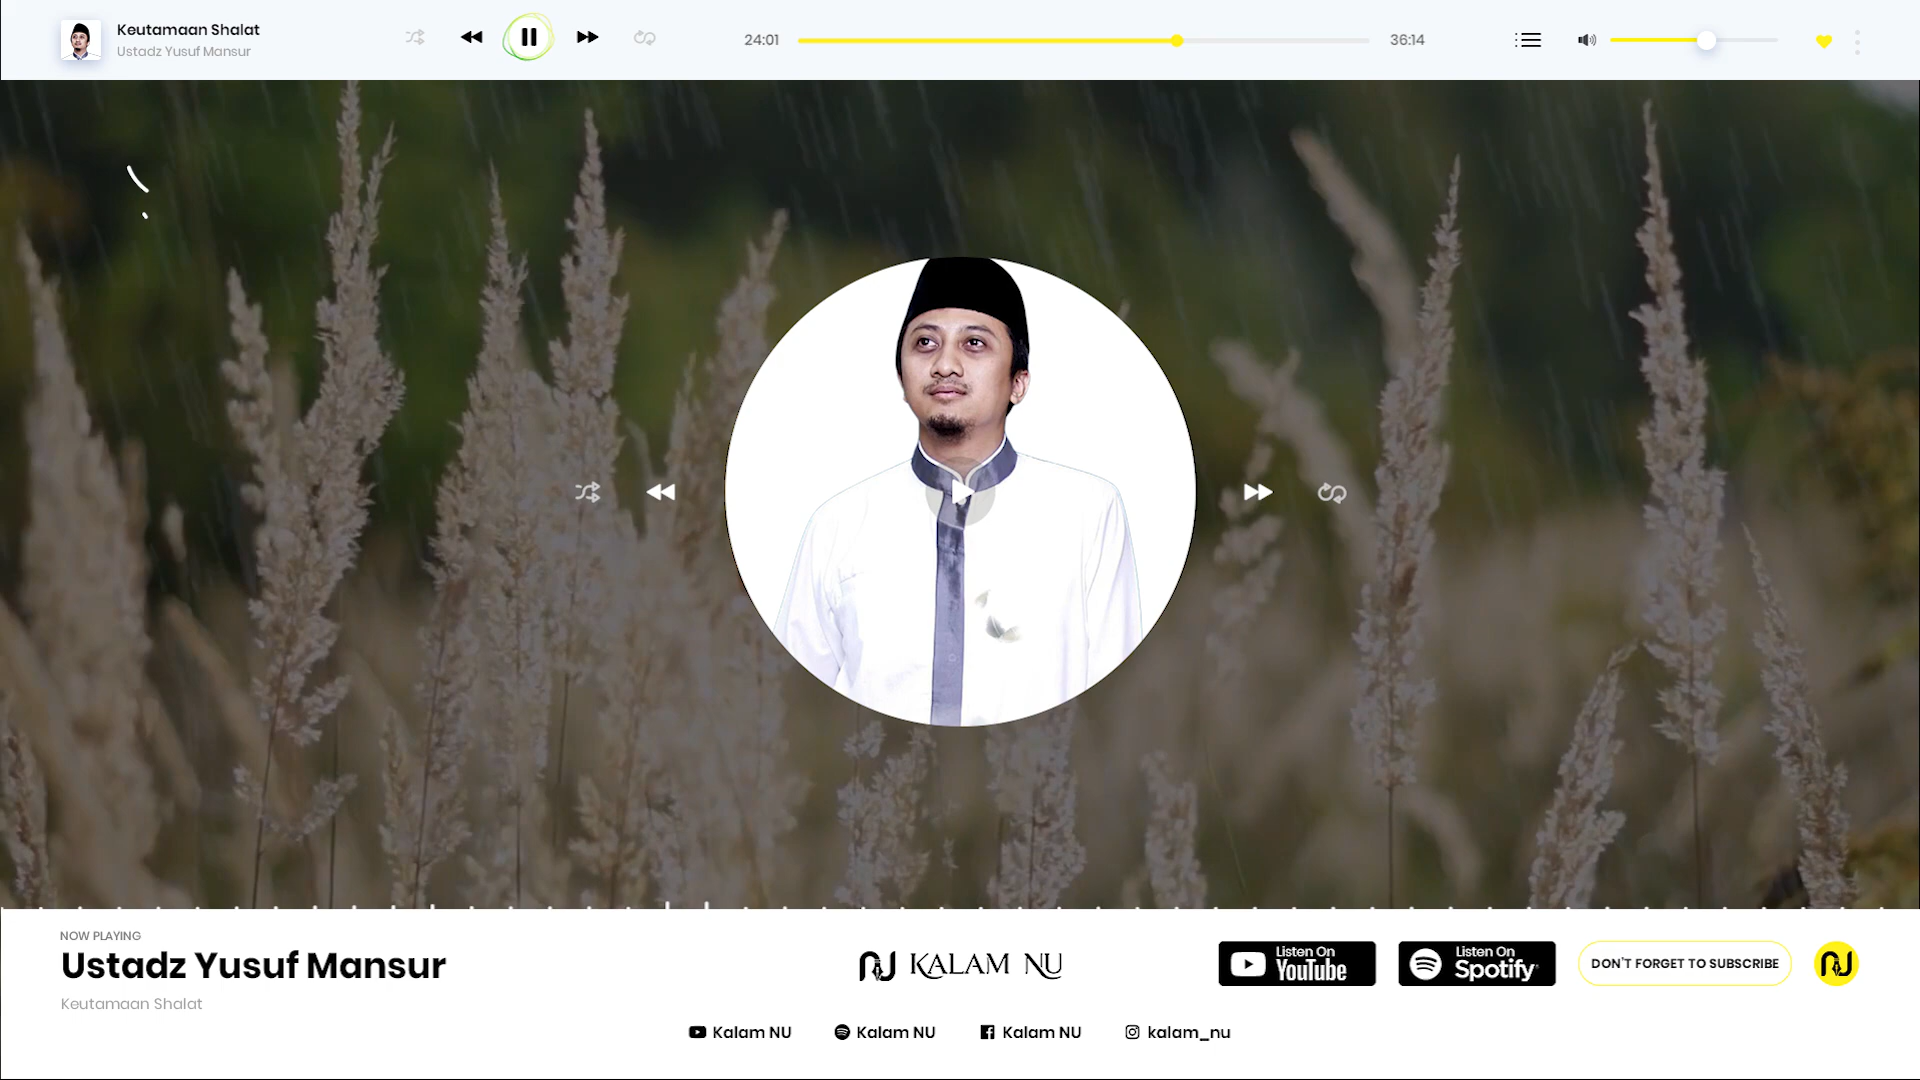 Keutamaan Shalat
Ustadz Yusuf Mansur
24:01
36:14
NOW PLAYING
Ustadz Yusuf Mansur
Keutamaan Shalat
KALAM NU
Listen On
YouTube
Listen On
Spotify
DON'T FORGET TO SUBSCRIBE
Kalam NU
Kalam NU
Kalam NU
kalam_nu